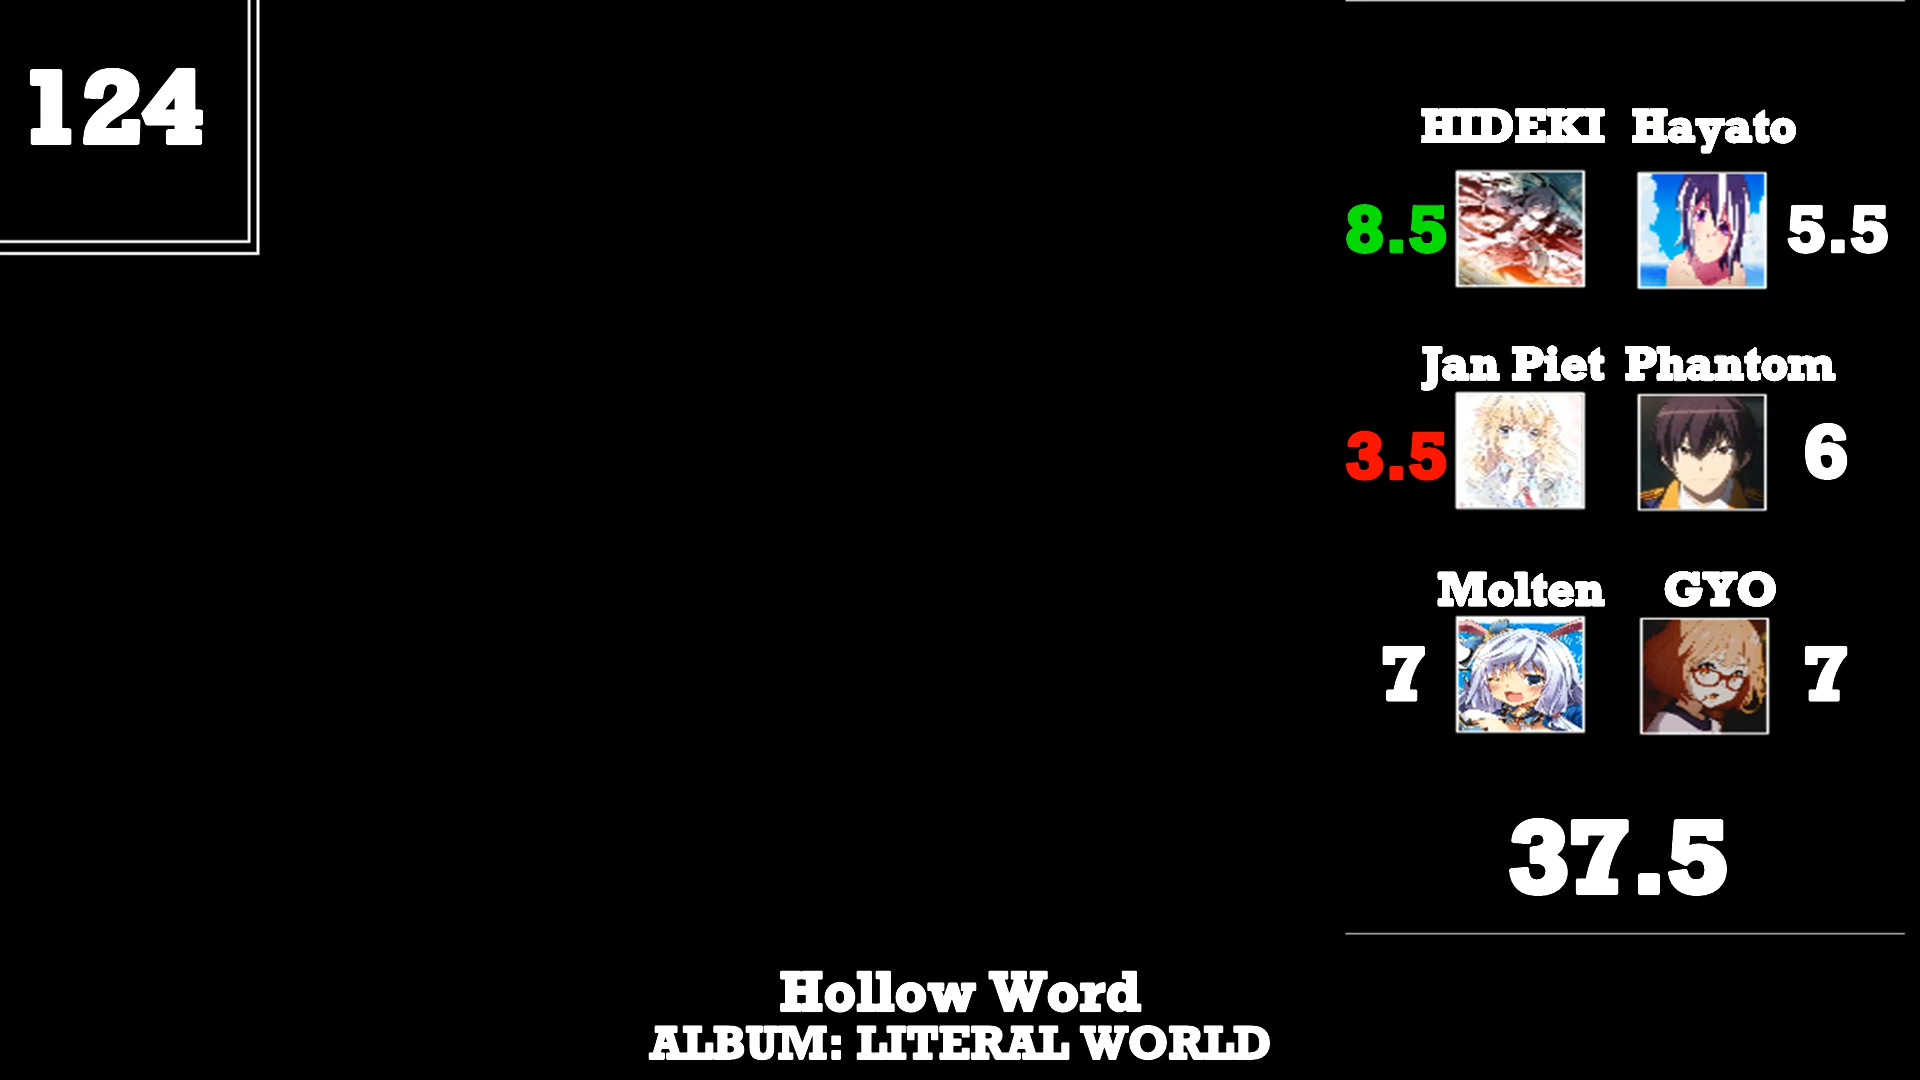 124
HIDEKI Hayato
8.5 5.5
Jan Piet Phantom
3.5 6
Molten GYO
7 7
37.5
Hollow Word
ALBUM: LITERAL WORLD